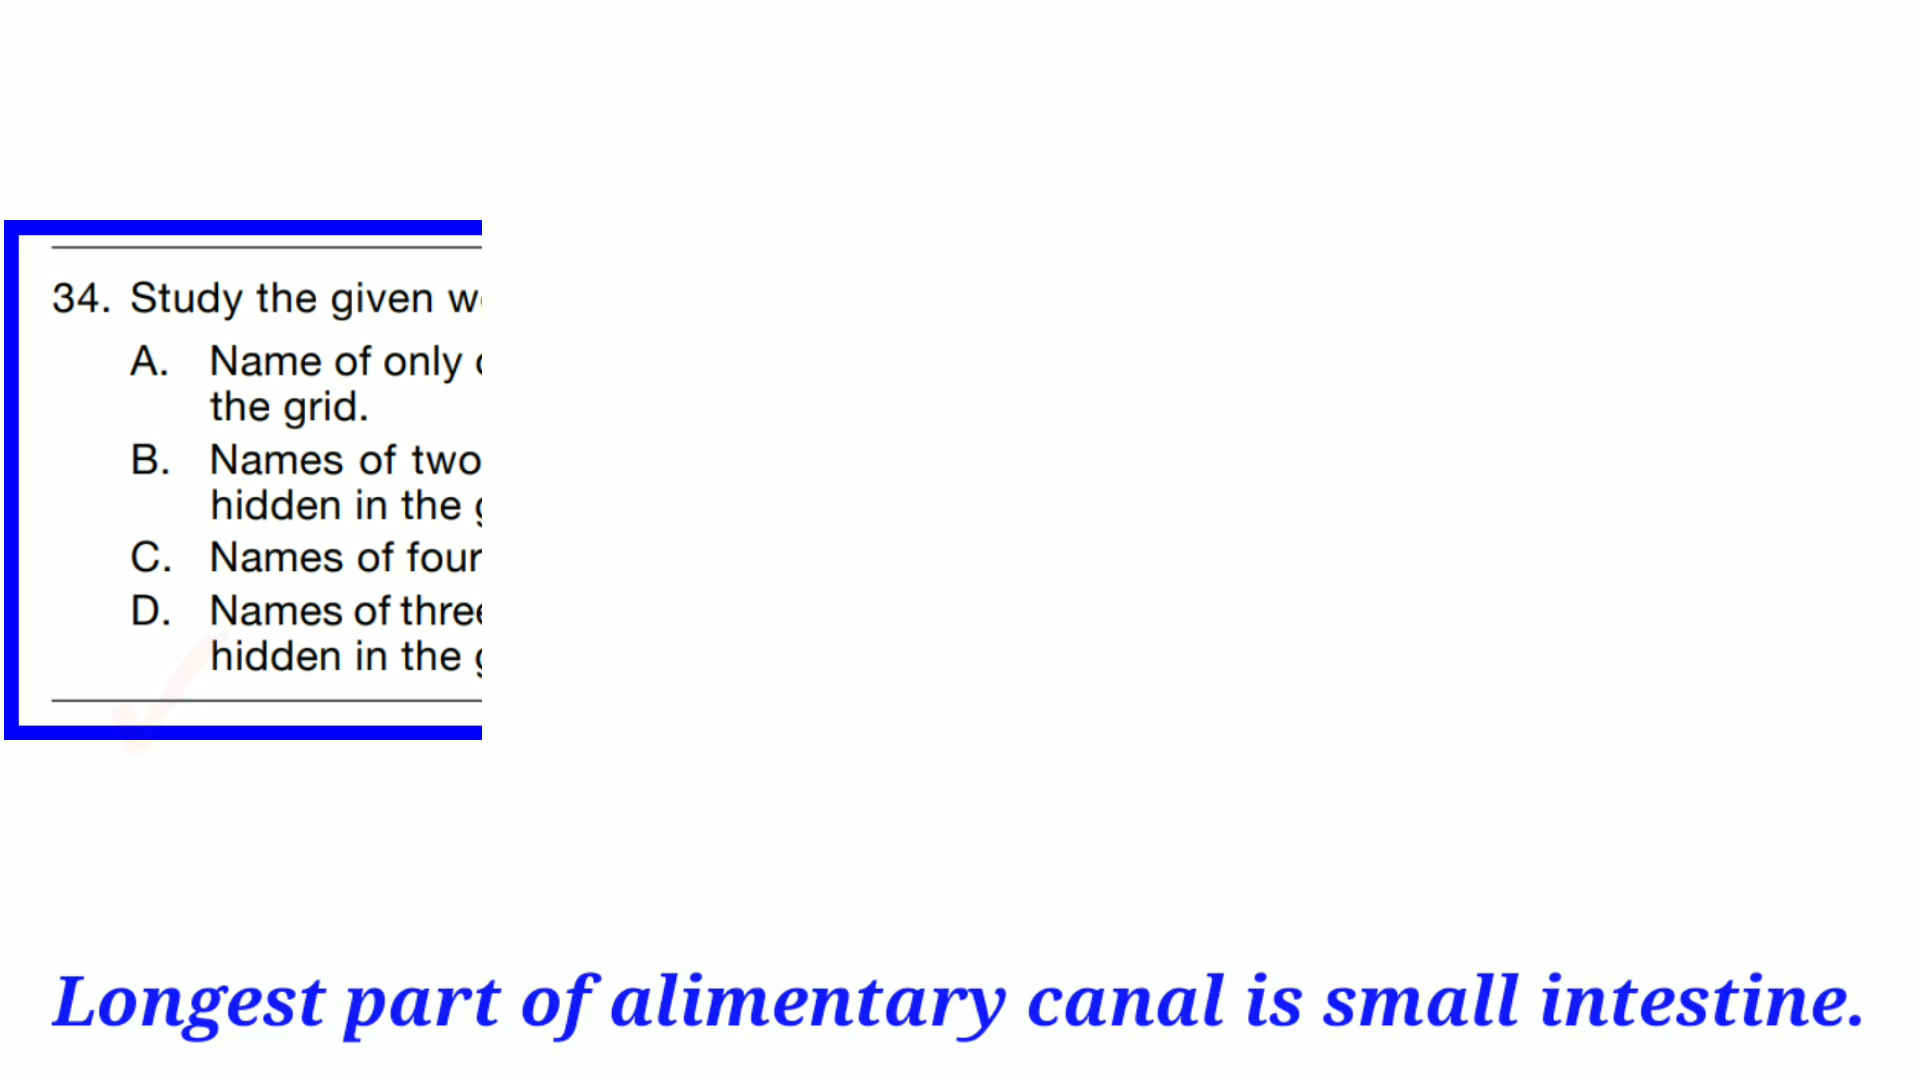 34. Study the given
A. Name of only
the grid.
B. Names of two
hidden in the
C. Names of four
D. Names of three
hidden in the
Longest part of alimentary canal is small intestine.